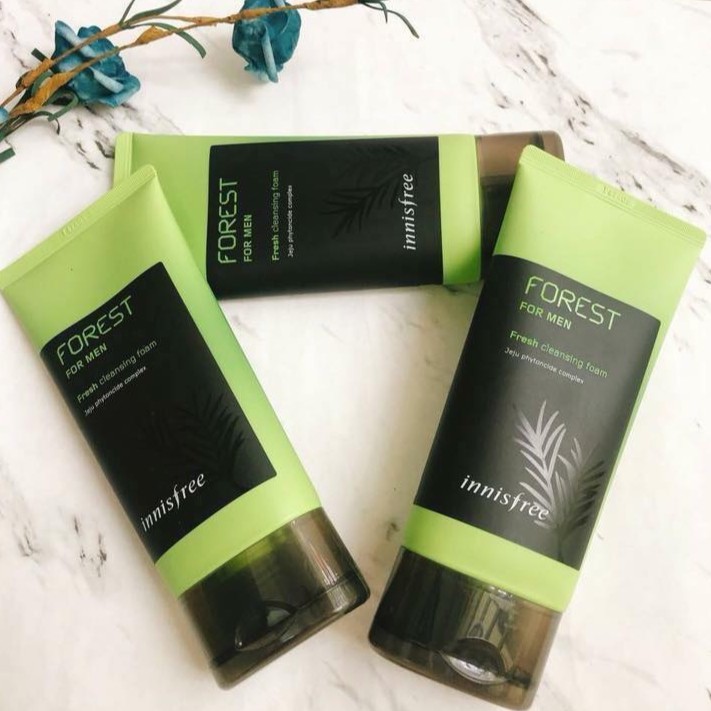 FOREST
FOR MEN
Fresh cleansing foam
Jeju phytoncide complex
innisfree
FOREST
FOR MEN
Fresh cleansing foam
Jeju phytoncide complex
innisfree
FOREST
FOR MEN
Fresh cleansing foam
Jeju phytoncide complex
innisfree